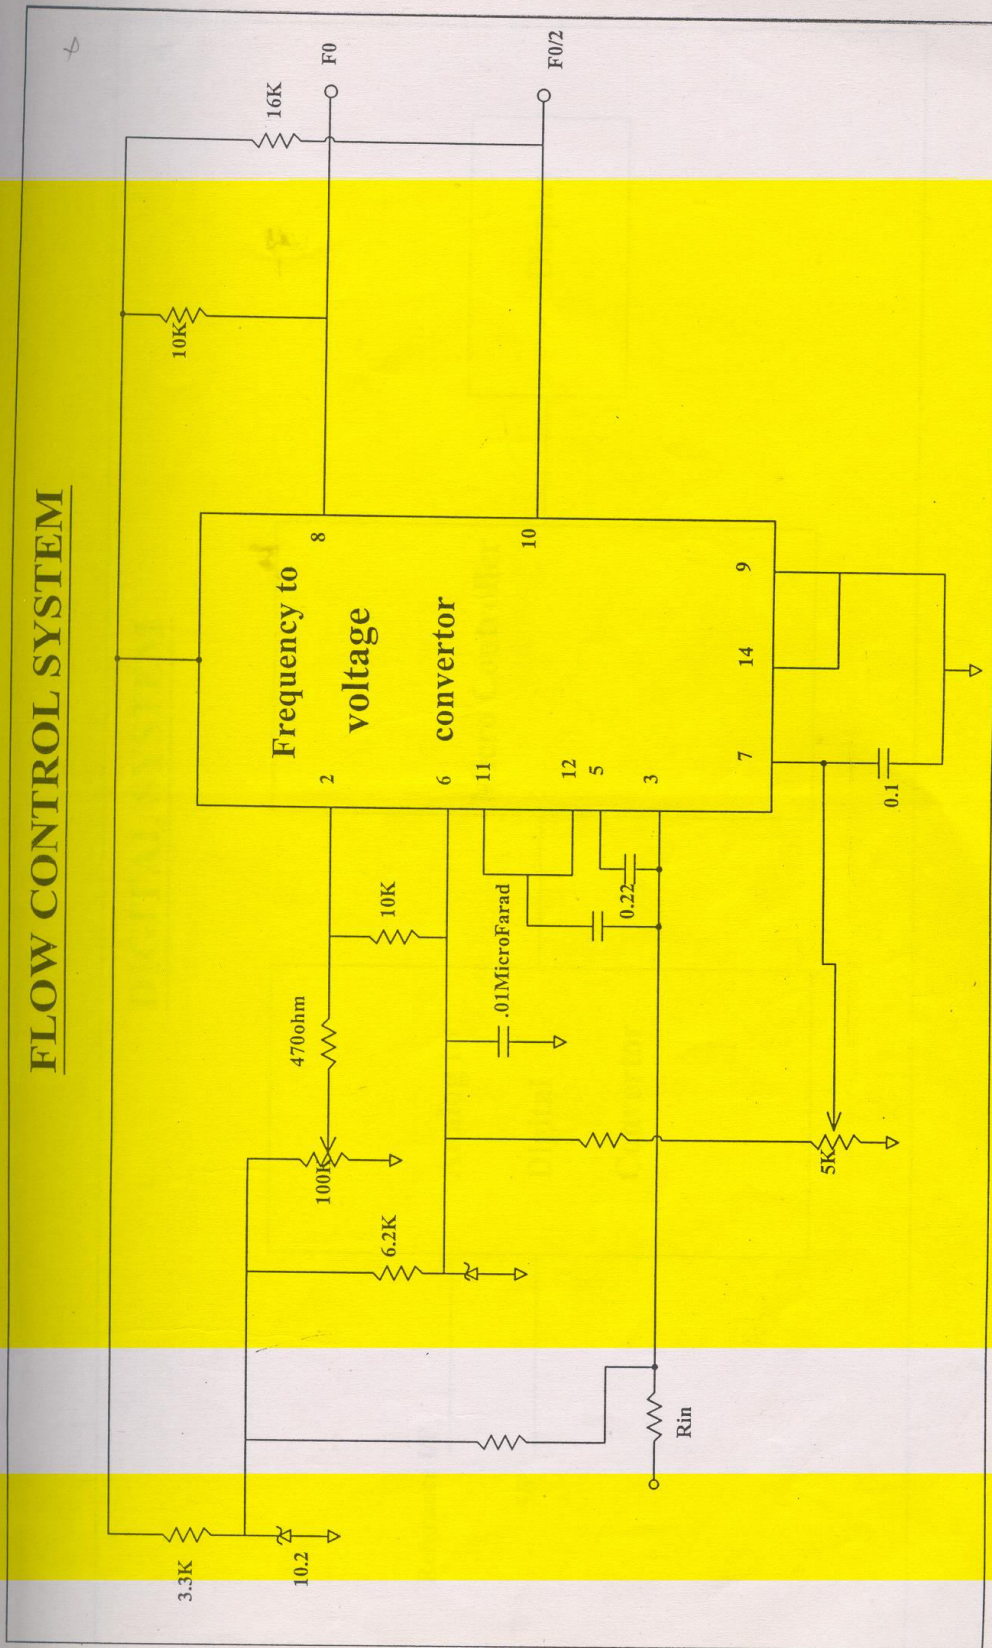 FLOW CONTROL SYSTEM
16K
F0
F0/2
10K
Frequency to
voltage
convertor
8
10
2
6
11
12
5
3
7
14
9
10K
470ohm
100K
.01MicroFarad
0.22
0.1
6.2K
5K
3.3K
10.2
Rin